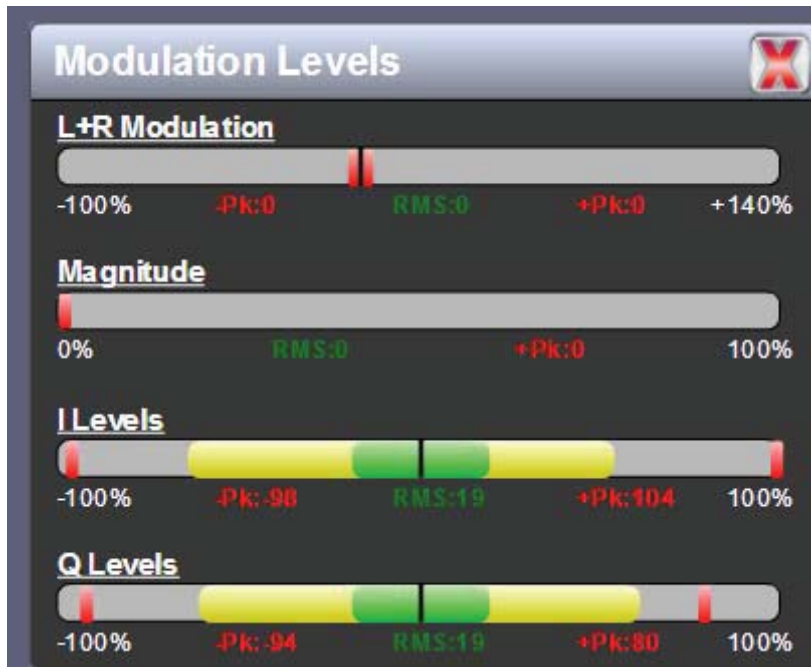 Modulation Levels
L+R Modulation
-100% -Pk:0 RMS:0 +Pk:0 +140%
Magnitude
0% RMS:0 +Pk:0 100%
I Levels
-100% -Pk:-98 RMS:19 +Pk:104 100%
Q Levels
-100% -Pk:-94 RMS:19 +Pk:80 100%